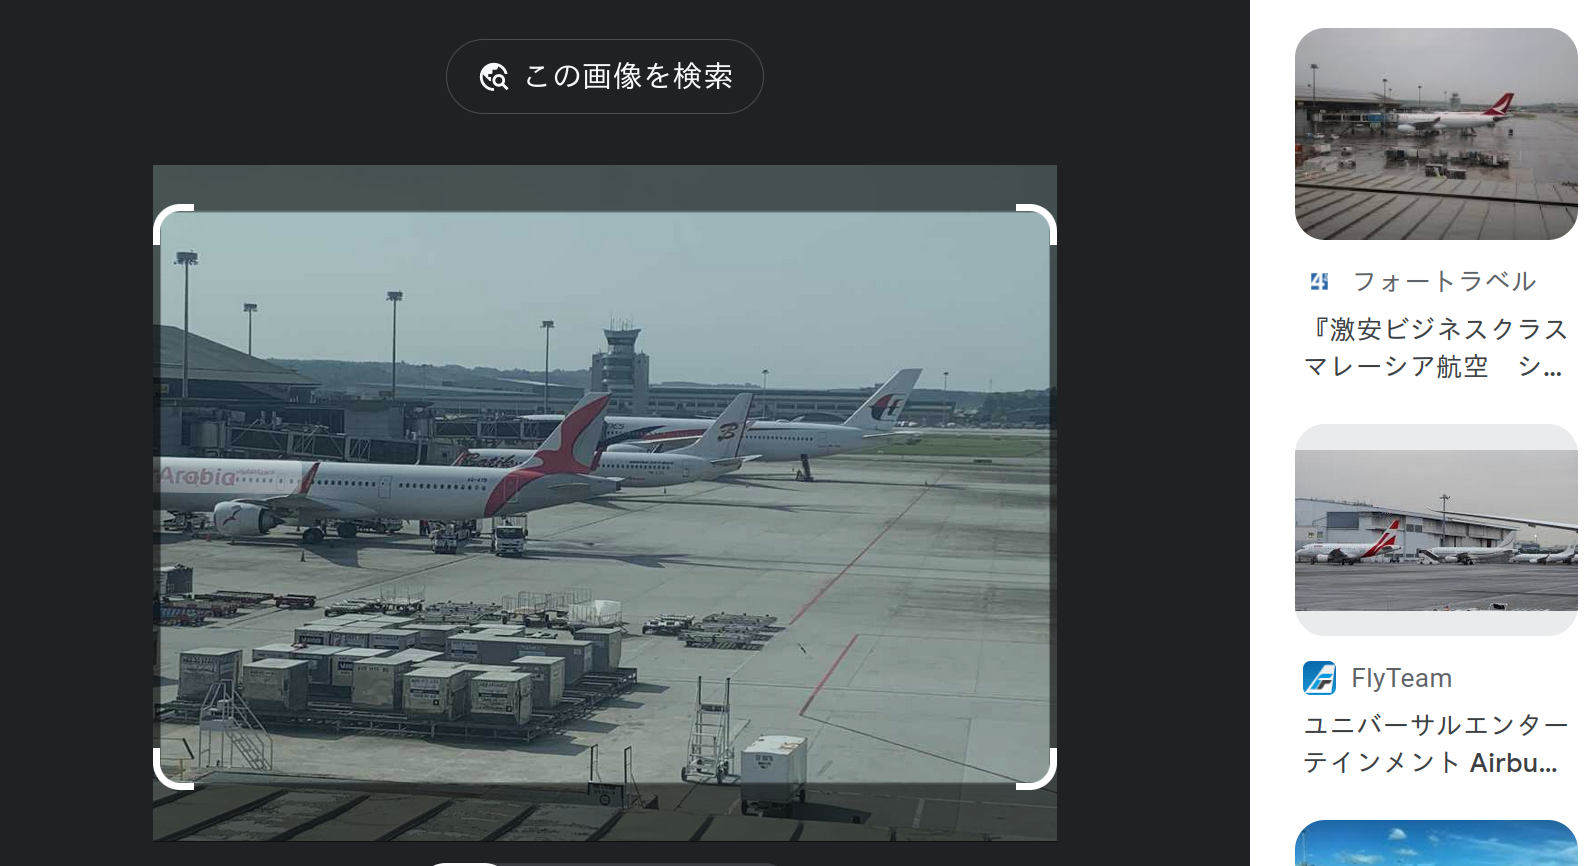 この画像を検索
Arabia
フォートラベル
『激安ビジネスクラス
マレーシア航空　シ...
FlyTeam
ユニバーサルエンター
テインメント Airbu...